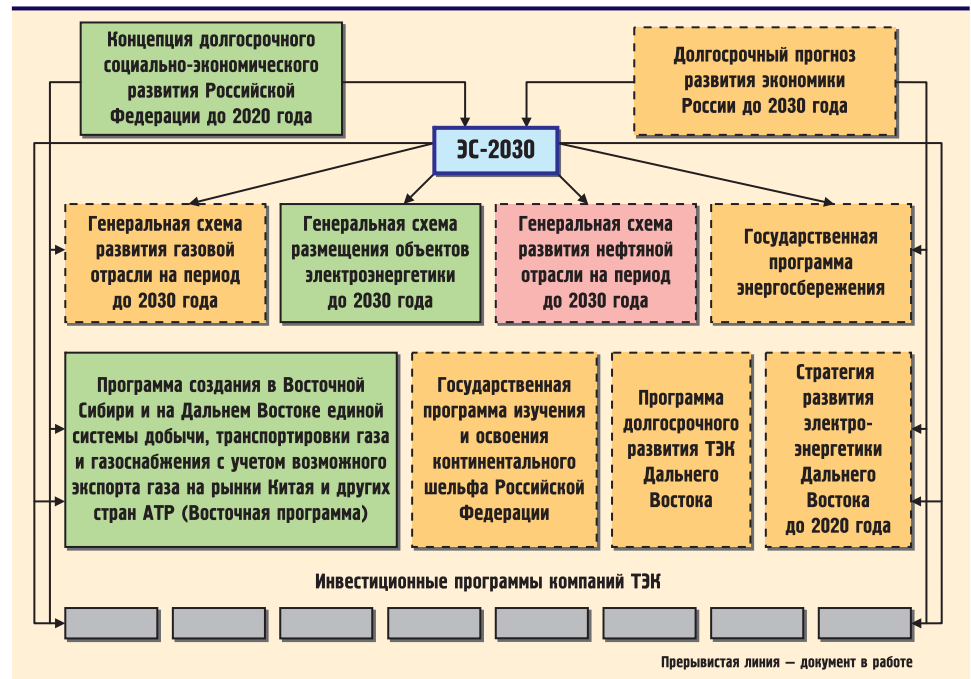 Концепция долгосрочного
социально-экономического
развития Российской
Федерации до 2020 года
Долгосрочный прогноз
развития экономики
России до 2030 года
ЭС-2030
Генеральная схема
развития газовой
отрасли на период
до 2030 года
Генеральная схема
размещения объектов
электроэнергетики
до 2030 года
Генеральная схема
развития нефтяной
отрасли на период
до 2030 года
Государственная
программа
энергосбережения
Программа создания в Восточной
Сибири и на Дальнем Востоке единой
системы добычи, транспортировки газа
и газоснабжения с учетом возможного
экспорта газа на рынки Китая и других
стран АТР (Восточная программа)
Государственная
программа изучения
и освоения
континентального
шельфа Российской
Федерации
Программа
долгосрочного
развития ТЭК
Дальнего
Востока
Стратегия
развития
электро-
энергетики
Дальнего
Востока
до 2020 года
Инвестиционные программы компаний ТЭК
Прерывистая линия — документ в работе